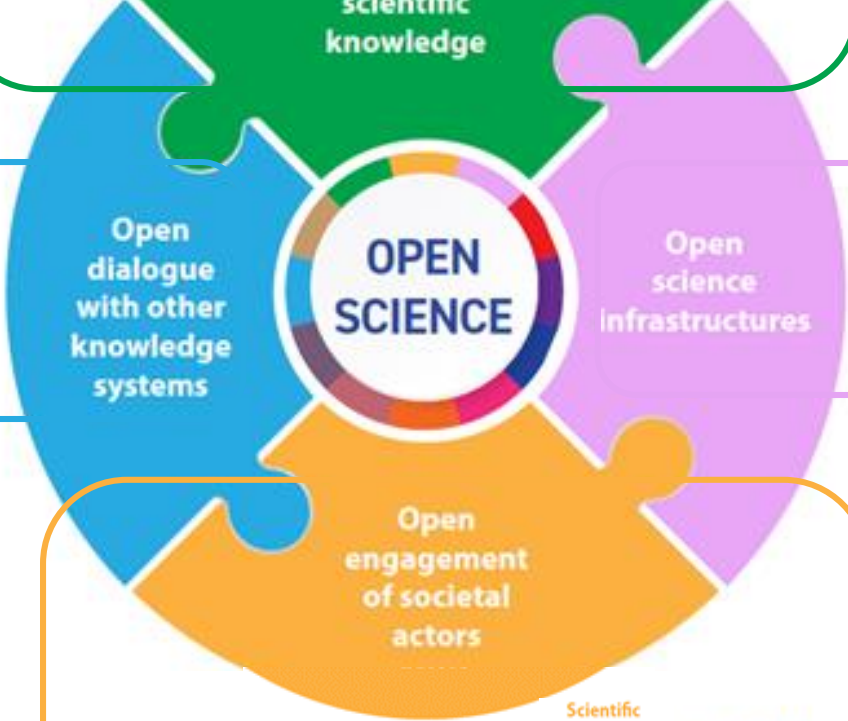 scientific
knowledge
Open
dialogue
with other
knowledge
systems
OPEN
SCIENCE
Open
science
infrastructures
Open
engagement
of societal
actors
Scientific